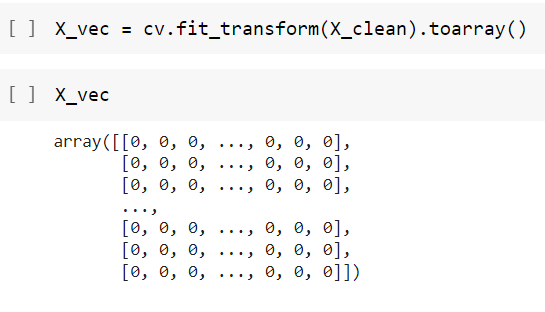 [ ] X_vec = cv.fit_transform(X_clean).toarray()
[ ] X_vec
array([[0, 0, 0, ..., 0, 0, 0],
[0, 0, 0, ..., 0, 0, 0],
[0, 0, 0, ..., 0, 0, 0],
...,
[0, 0, 0, ..., 0, 0, 0],
[0, 0, 0, ..., 0, 0, 0],
[0, 0, 0, ..., 0, 0, 0]])